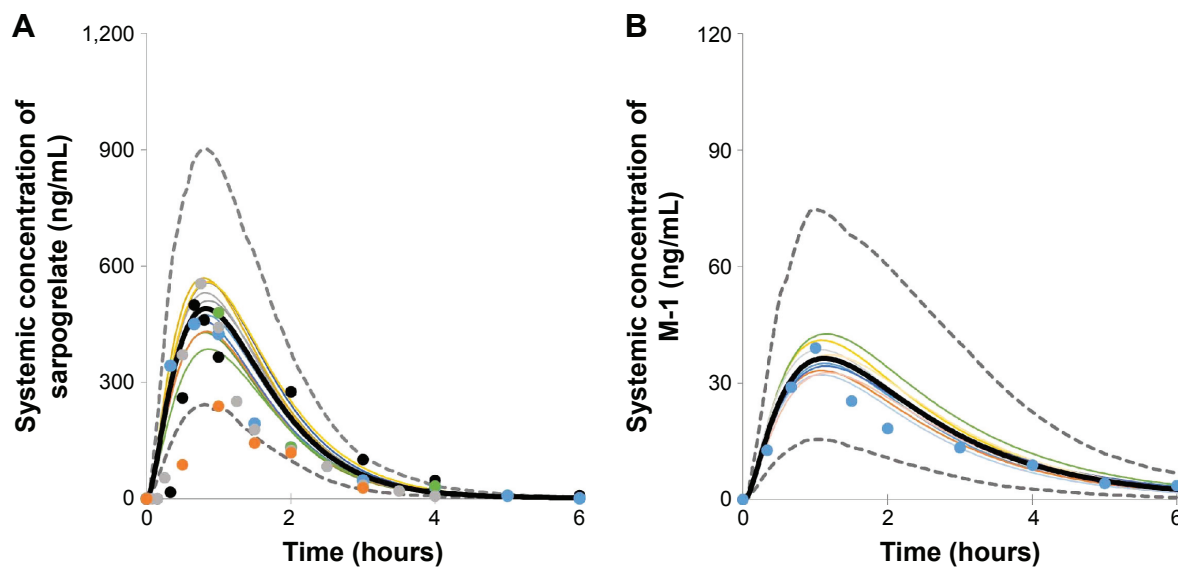 A
Systemic concentration of
sarpogrelate (ng/mL)
1,200
900
600
300
0
0
2
4
6
Time (hours)
B
Systemic concentration of
M-1 (ng/mL)
120
90
60
30
0
0
2
4
6
Time (hours)